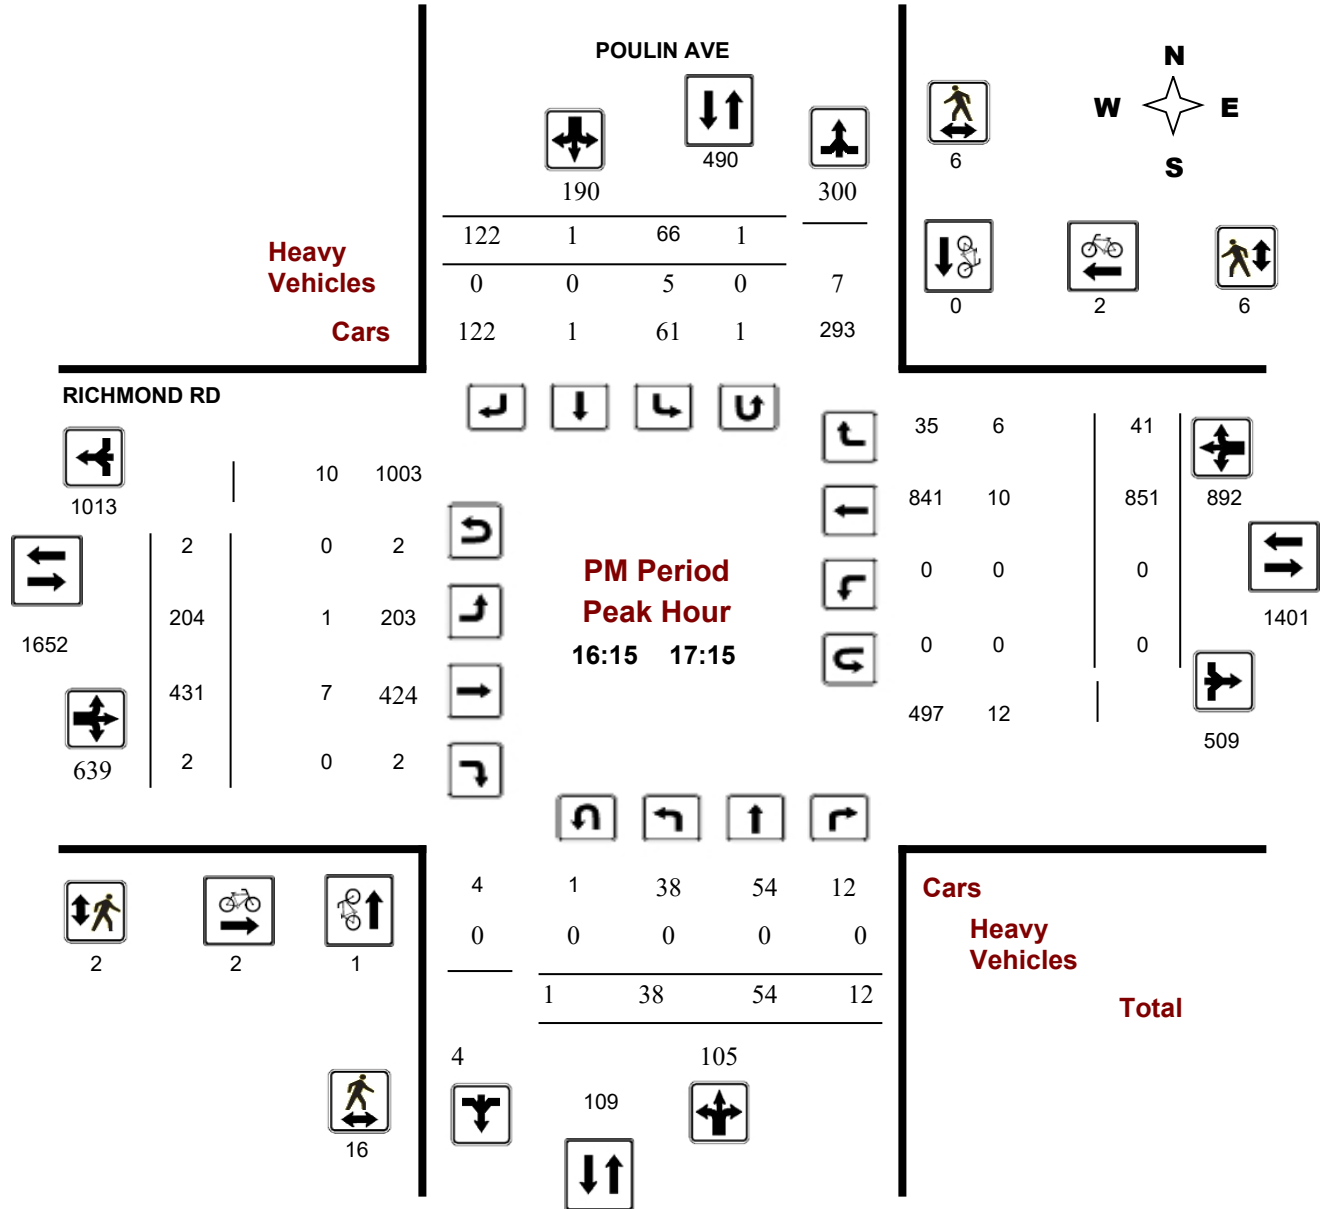 POULIN AVE
N
W E
S
490
6
190 300
122 1 66 1
Heavy
Vehicles
0 0 5 0 7
0 2 6
Cars
122 1 61 1 293
RICHMOND RD
35 6 41
10 1003
1013
841 10 851 892
2 0 2
PM Period
0 0 0
Peak Hour
204 1 203
1401
1652
16:15 17:15
0 0 0
431 7 424
497 12
509
639
2 0 2
4 1 38 54 12
Cars
0 0 0 0 0
Heavy
Vehicles
2 2 1
1 38 54 12
Total
4 105
109
16